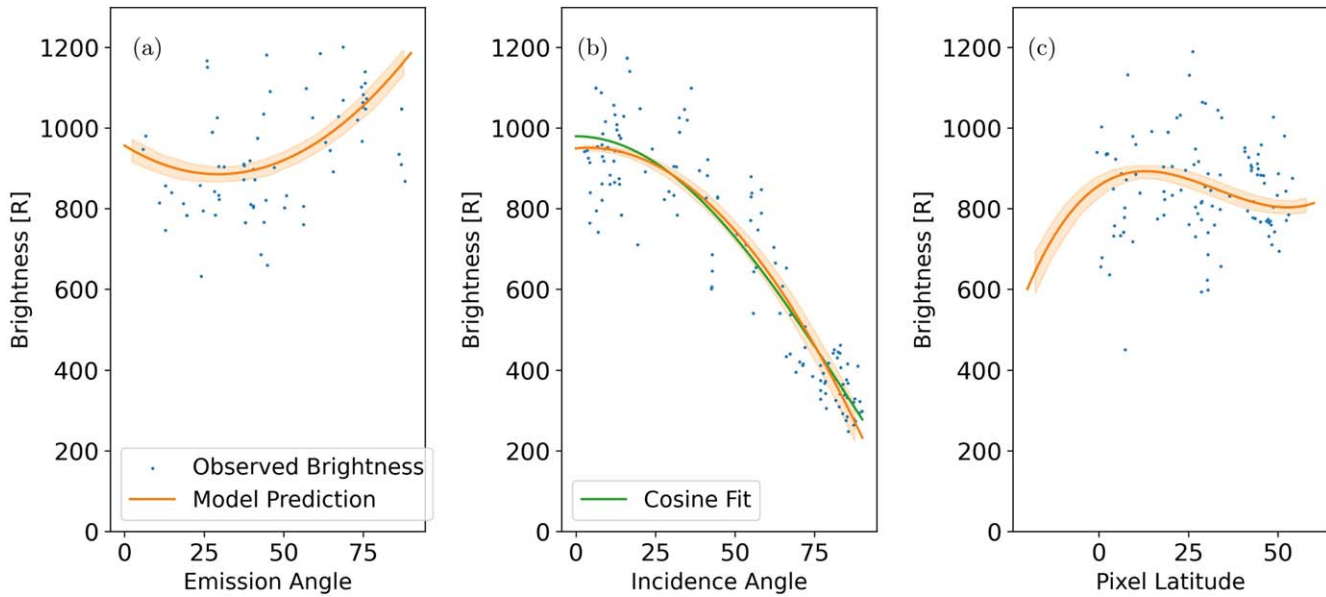 (a)
1200
1000
800
600
400
200
0
Brightness [R]
Observed Brightness
Model Prediction
0 25 50 75
Emission Angle
(b)
1200
1000
800
600
400
200
0
Brightness [R]
Cosine Fit
0 25 50 75
Incidence Angle
(c)
1200
1000
800
600
400
200
0
Brightness [R]
0 25 50
Pixel Latitude